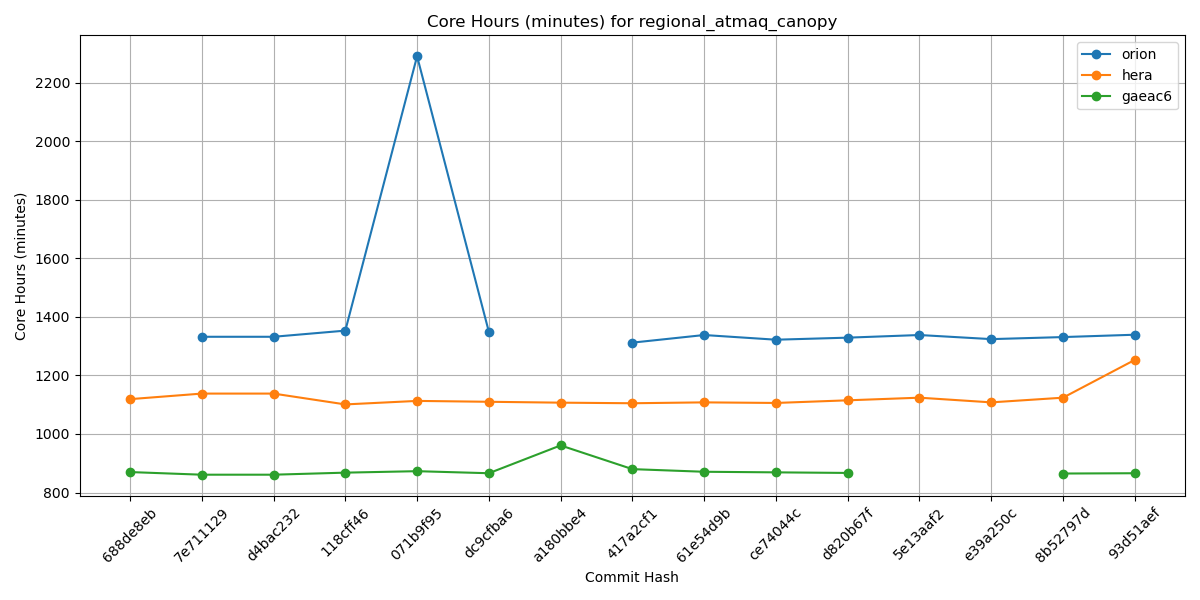 Core Hours (minutes) for regional_atmaq_canopy
orion
hera
gaeac6
Core Hours (minutes)
2200
2000
1800
1600
1400
1200
1000
800
688de8eb
7e711129
d4bac232
118cff46
071b9f95
dc9cfba6
a180bbe4
417a2cf1
61e54d9b
ce74044c
d820b67f
5e13aaf2
e39a250c
8b52797d
93d51aef
Commit Hash